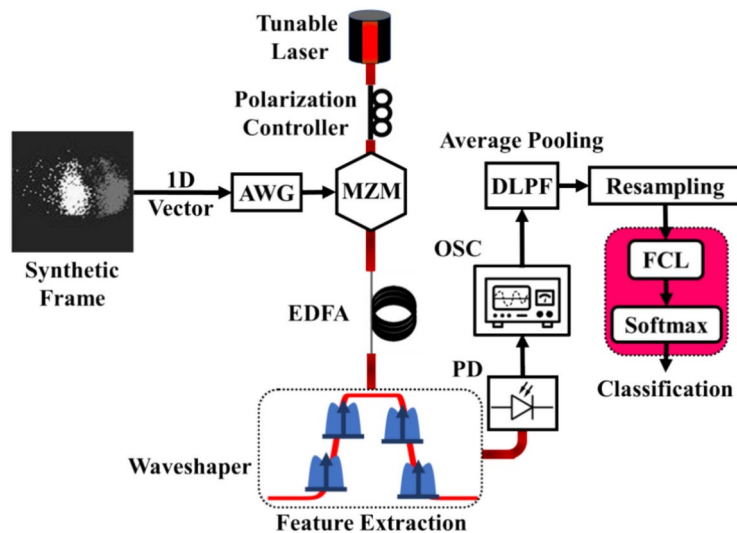 Tunable
Laser
Polarization
Controller
1D
Vector
AWG
MZM
Synthetic
Frame
EDFA
Waveshaper
Feature Extraction
PD
OSC
Average Pooling
DLPF
Resampling
FCL
Softmax
Classification